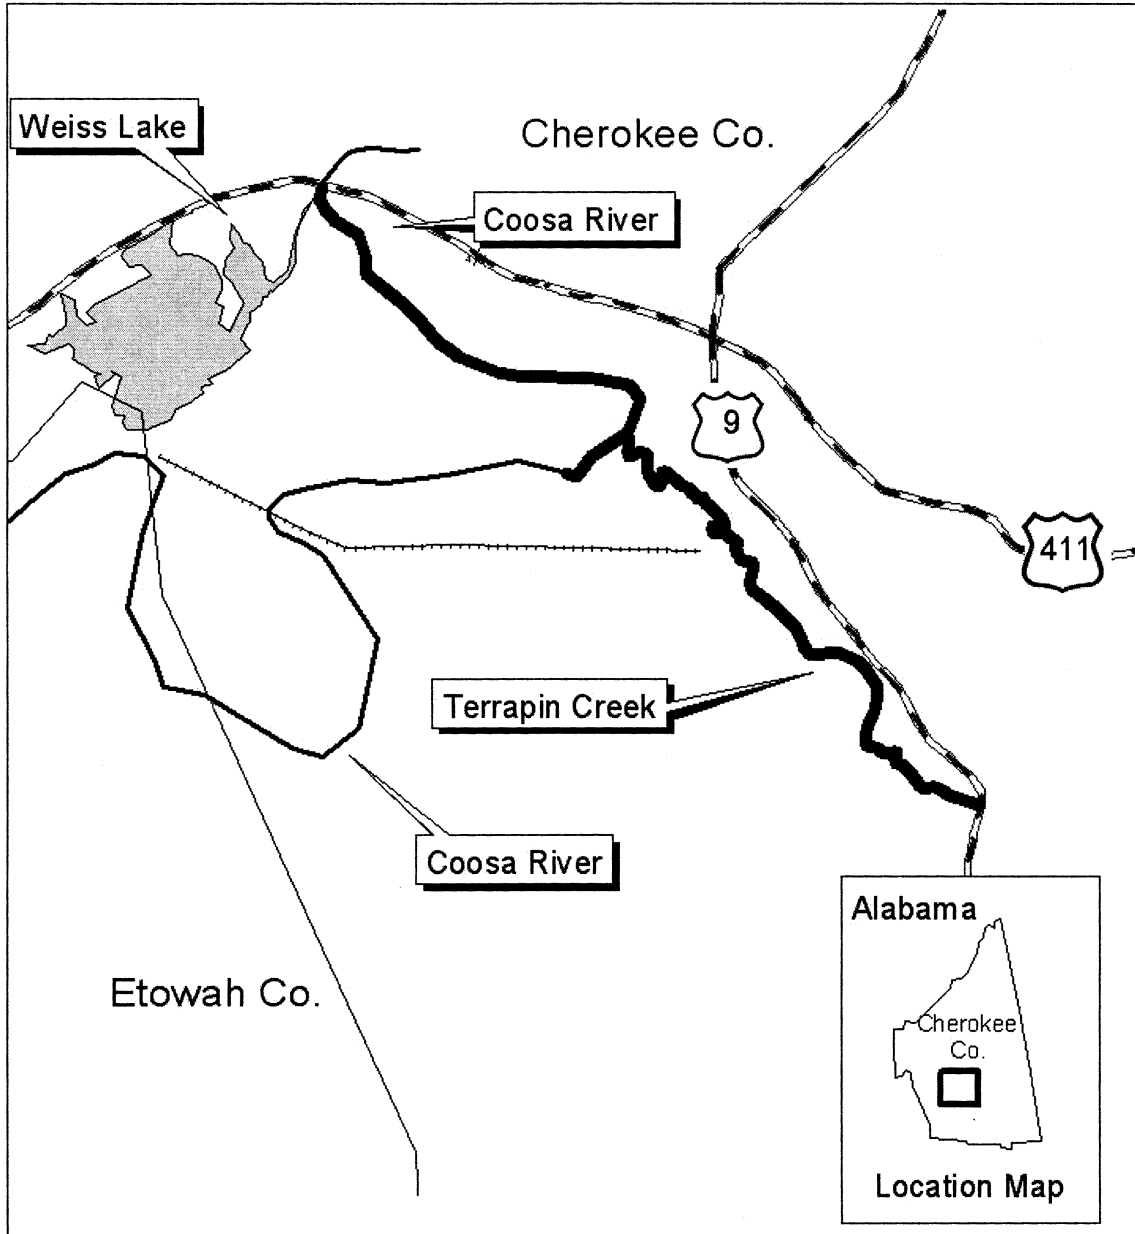 Weiss Lake
Cherokee Co.
Coosa River
9
411
Terrapin Creek
Coosa River
Etowah Co.
Alabama
Cherokee
Co.
Location Map